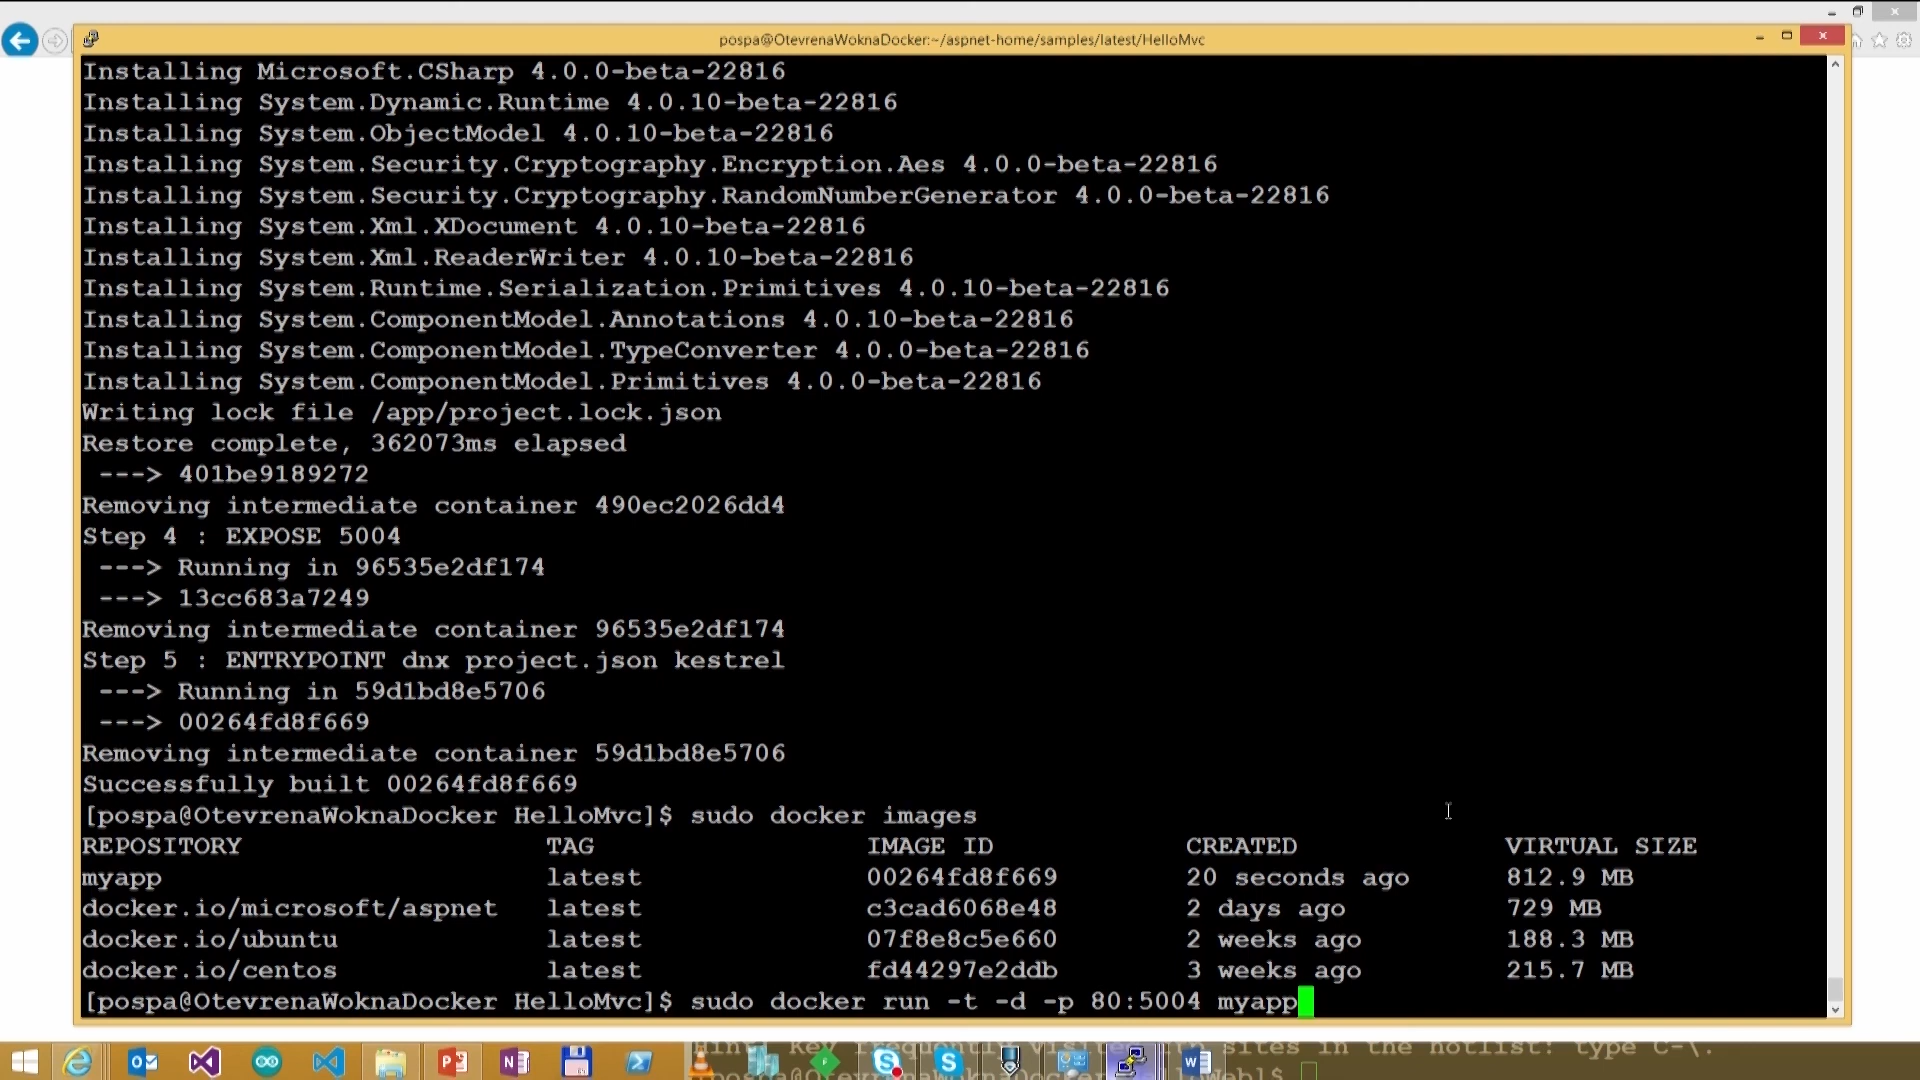 pospa@OtevrenaWoknaDocker:~/aspnet-home/samples/latest/HelloMvc
Installing Microsoft.CSharp 4.0.0-beta-22816
Installing System.Dynamic.Runtime 4.0.10-beta-22816
Installing System.ObjectModel 4.0.10-beta-22816
Installing System.Security.Cryptography.Encryption.Aes 4.0.0-beta-22816
Installing System.Security.Cryptography.RandomNumberGenerator 4.0.0-beta-22816
Installing System.Xml.XDocument 4.0.10-beta-22816
Installing System.Xml.ReaderWriter 4.0.10-beta-22816
Installing System.Runtime.Serialization.Primitives 4.0.10-beta-22816
Installing System.ComponentModel.Annotations 4.0.10-beta-22816
Installing System.ComponentModel.TypeConverter 4.0.0-beta-22816
Installing System.ComponentModel.Primitives 4.0.0-beta-22816
Writing lock file /app/project.lock.json
Restore complete, 362073ms elapsed
 ---> 401be9189272
Removing intermediate container 490ec2026dd4
Step 4 : EXPOSE 5004
 ---> Running in 96535e2df174
 ---> 13cc683a7249
Removing intermediate container 96535e2df174
Step 5 : ENTRYPOINT dnx project.json kestrel
 ---> Running in 59d1bd8e5706
 ---> 00264fd8f669
Removing intermediate container 59d1bd8e5706
Successfully built 00264fd8f669
[pospa@OtevrenaWoknaDocker HelloMvc]$ sudo docker images
REPOSITORY TAG IMAGE ID CREATED VIRTUAL SIZE
myapp latest 00264fd8f669 20 seconds ago 812.9 MB
docker.io/microsoft/aspnet latest c3cad6068e48 2 days ago 729 MB
docker.io/ubuntu latest 07f8e8c5e660 2 weeks ago 188.3 MB
docker.io/centos latest fd44297e2ddb 3 weeks ago 215.7 MB
[pospa@OtevrenaWoknaDocker HelloMvc]$ sudo docker run -t -d -p 80:5004 myapp
frequently sites in the hotlist: type C-\.